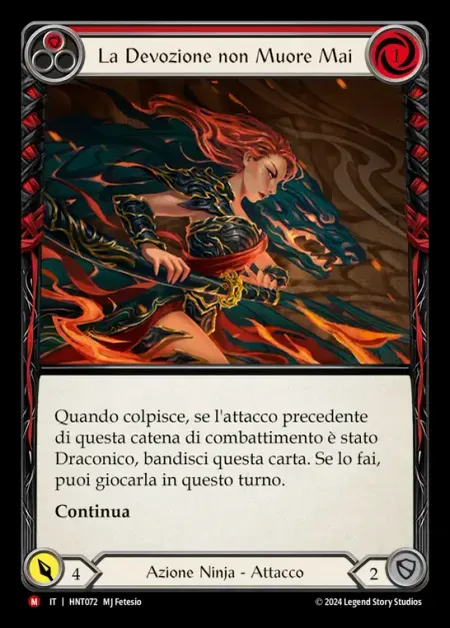 La Devozione non Muore Mai
1
Quando colpisce, se l'attacco precedente
di questa catena di combattimento è stato
Draconico, bandisci questa carta. Se lo fai,
puoi giocarla in questo turno.
Continua
4
Azione Ninja - Attacco
2
M | IT | HNT072 MJ Fetesio
© 2024 Legend Story Studios